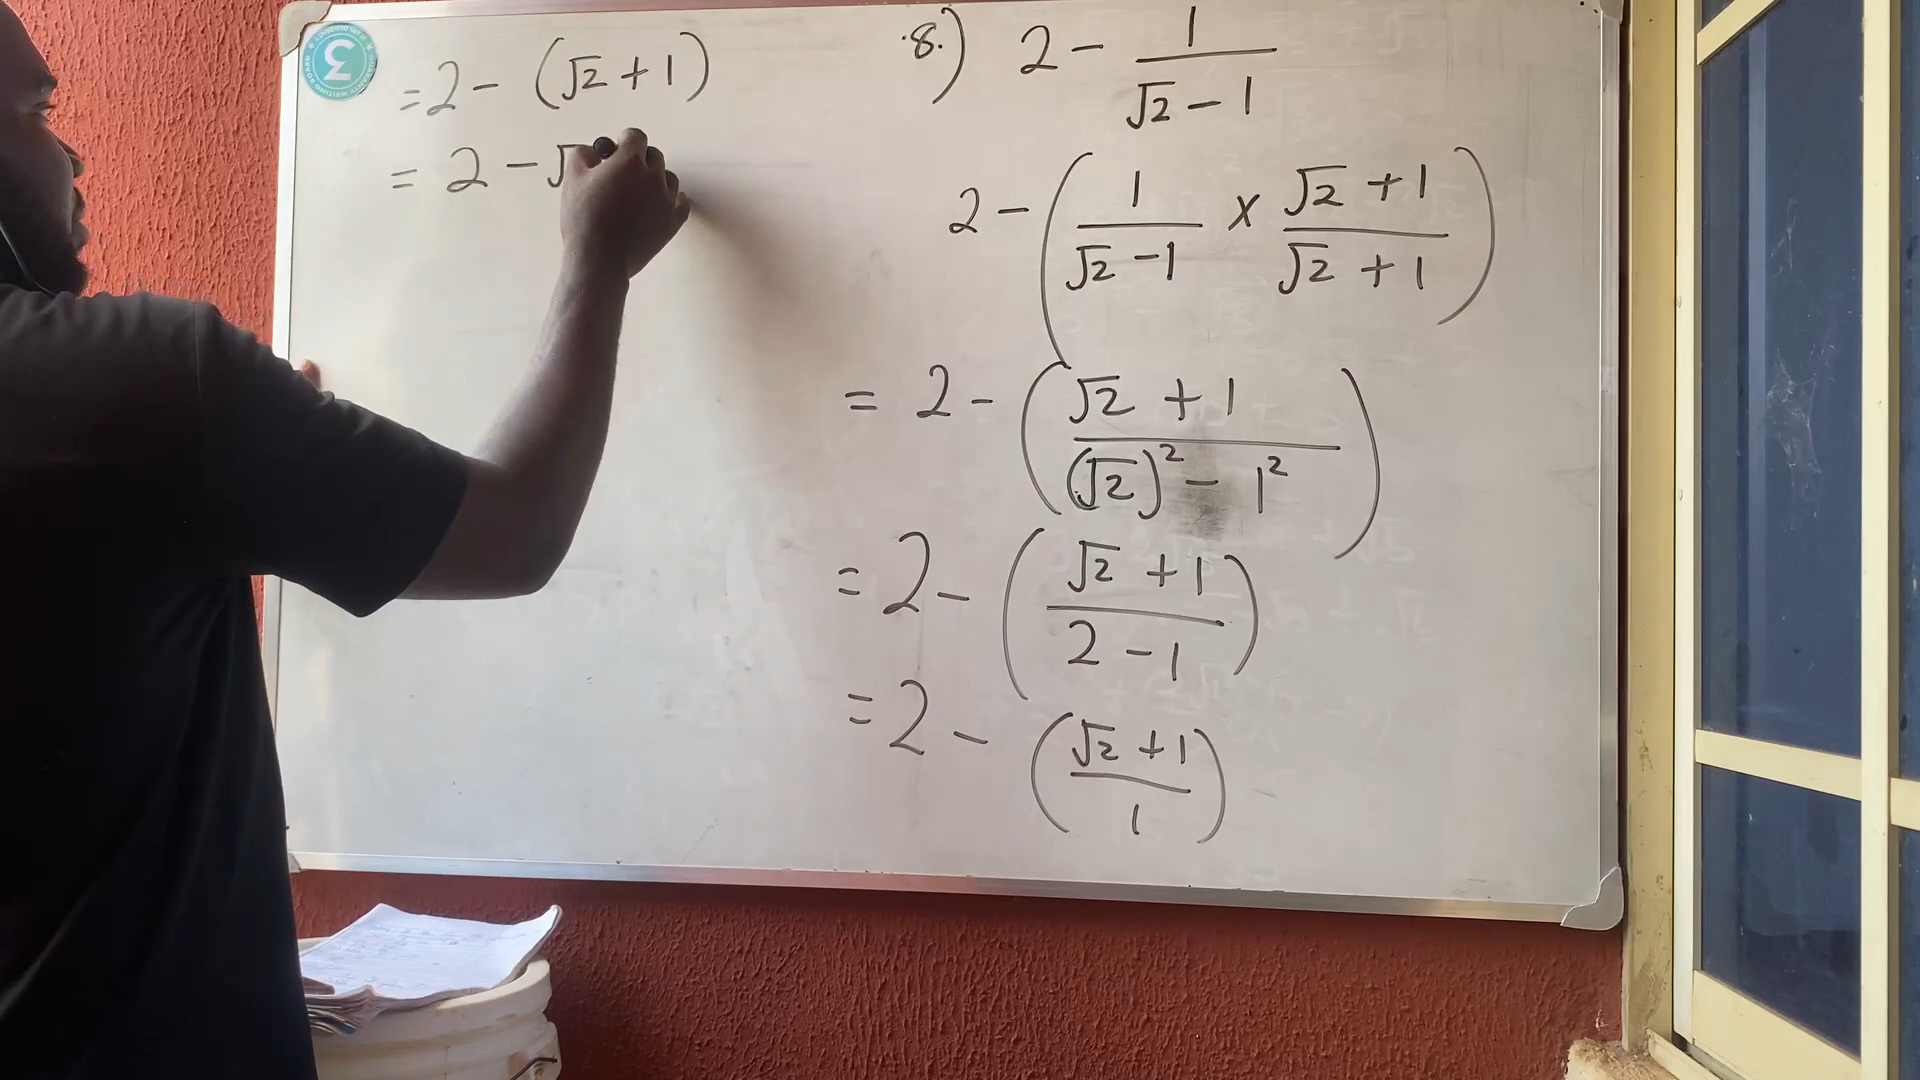 8.) 2 - 1/(√2 - 1)
2 - (1/(√2 - 1) × (√2 + 1)/(√2 + 1))
= 2 - ((√2 + 1)/((√2)² - 1²))
= 2 - ((√2 + 1)/(2 - 1))
= 2 - ((√2 + 1)/1)
= 2 - (√2 + 1)
= 2 - √
3